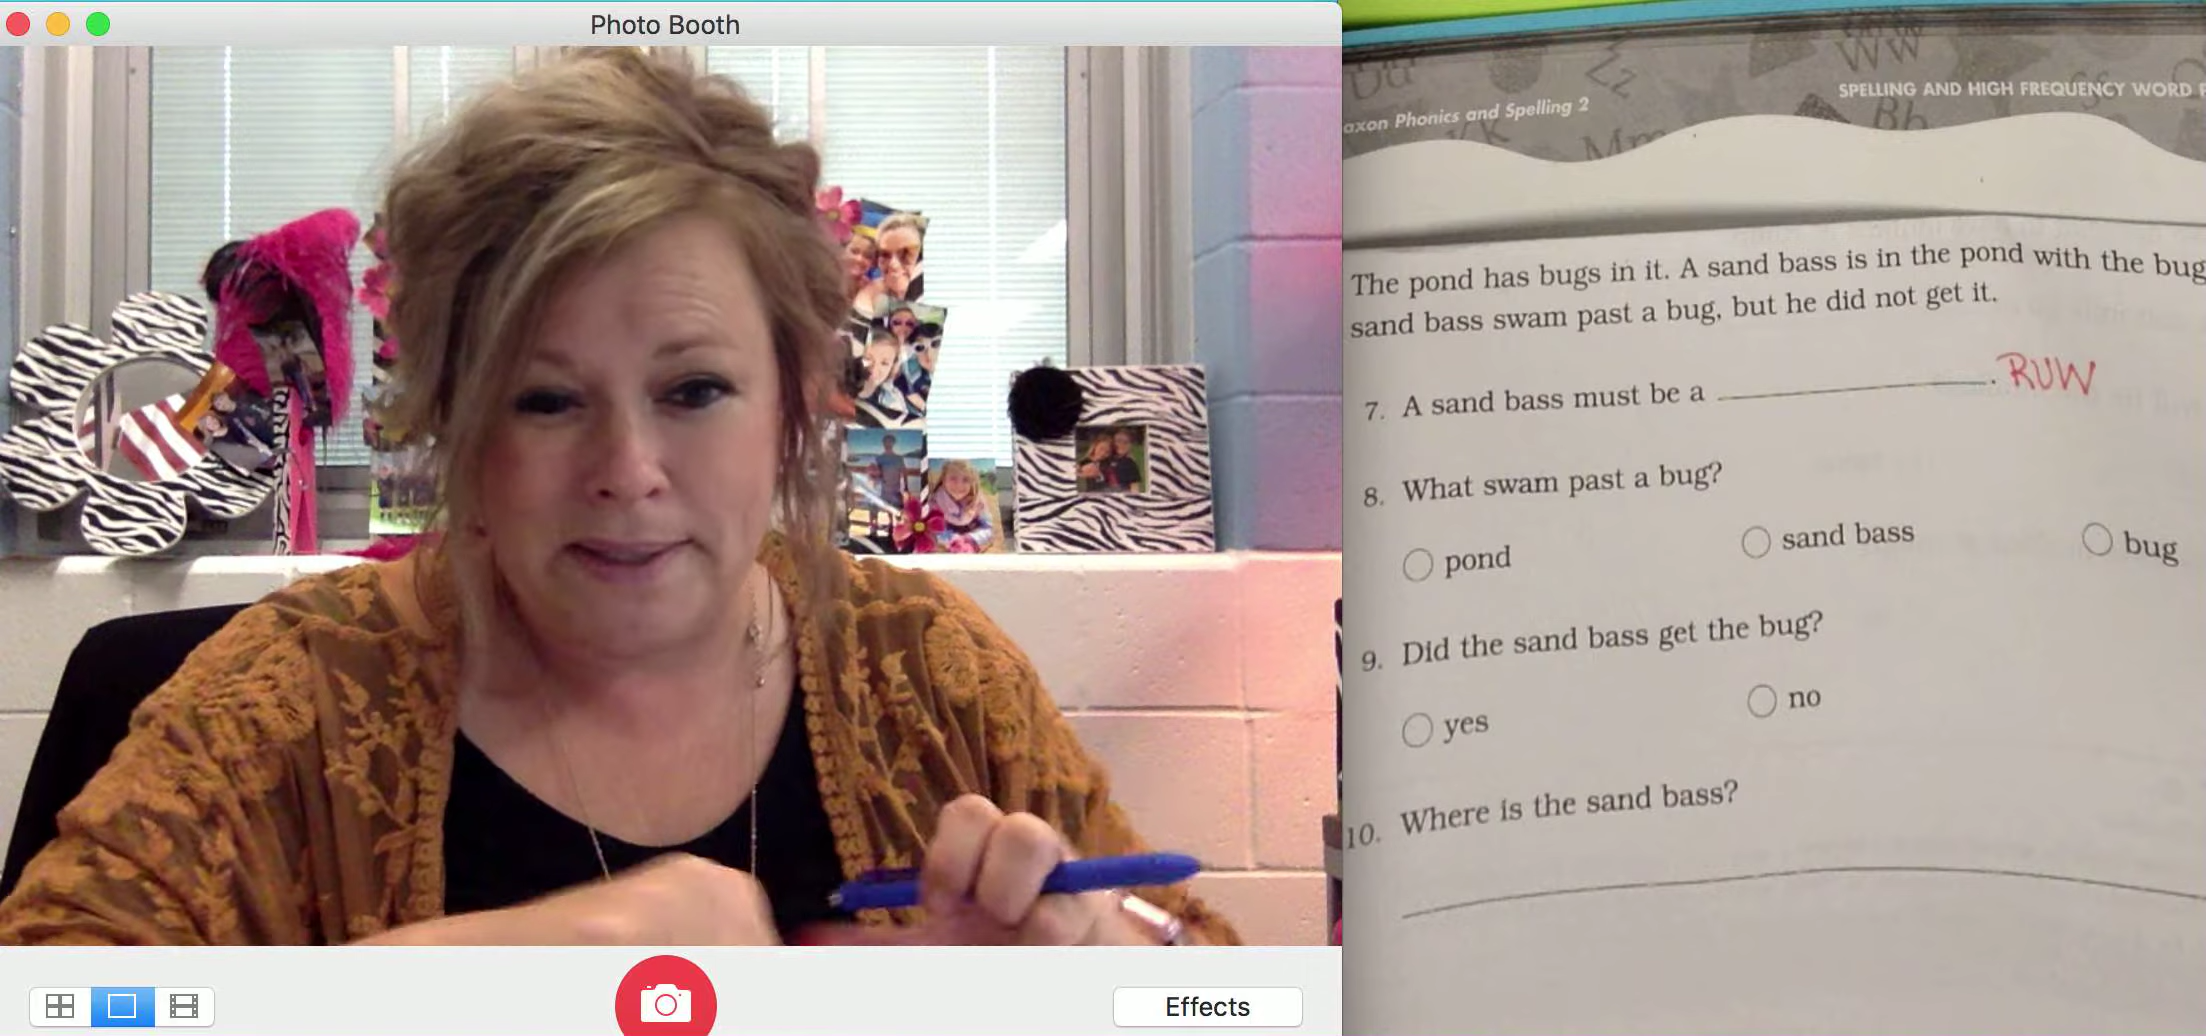 Photo Booth
Effects
axon Phonics and Spelling 2
SPELLING AND HIGH FREQUENCY WORD
The pond has bugs in it. A sand bass is in the pond with the bug
sand bass swam past a bug, but he did not get it.
7. A sand bass must be a ____________. RUW
8. What swam past a bug?
pond sand bass bug
9. Did the sand bass get the bug?
yes no
10. Where is the sand bass?